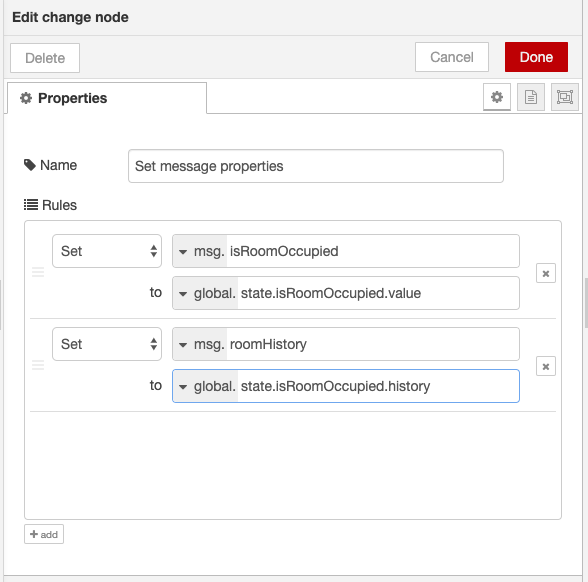 Edit change node
Delete
Cancel
Done
Properties
Name
Set message properties
Rules
Set
msg. isRoomOccupied
to
global. state.isRoomOccupied.value
Set
msg. roomHistory
to
global. state.isRoomOccupied.history
add